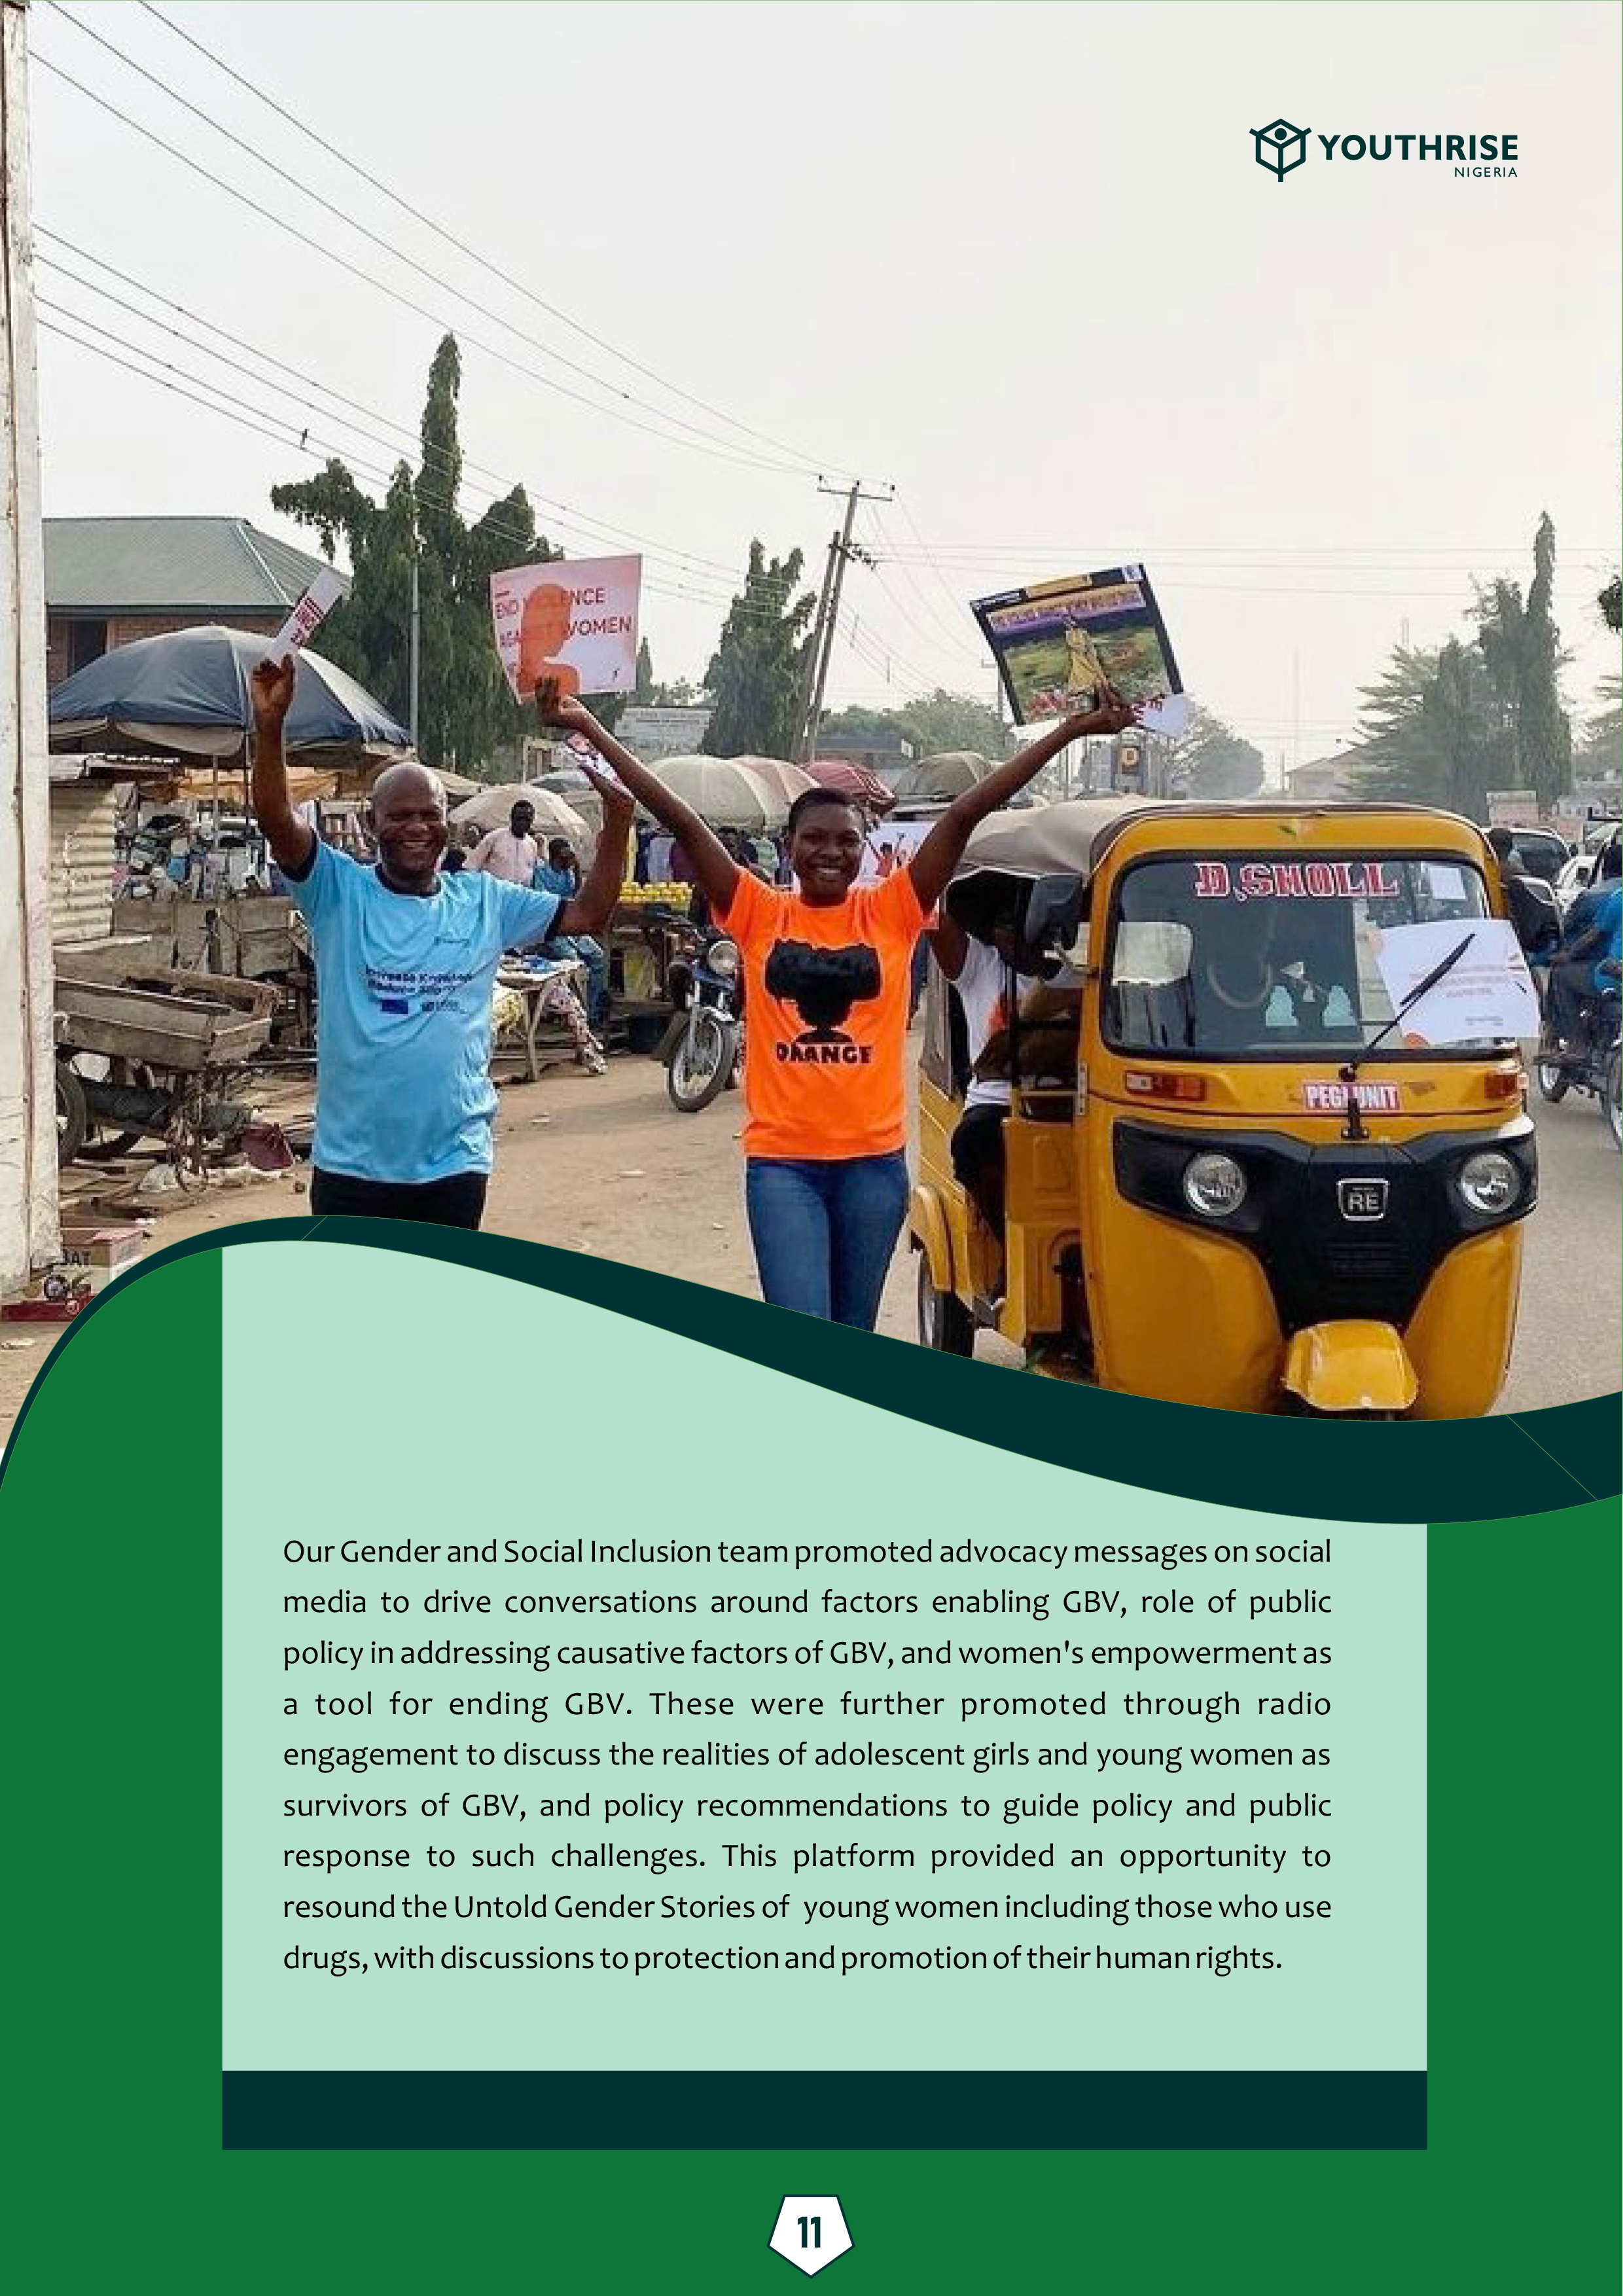 YOUTHRISE
NIGERIA
END VIOLENCE
WOMEN
D,SMOLL
ORANGE
PEGI UNIT
RE
Our Gender and Social Inclusion team promoted advocacy messages on social
media to drive conversations around factors enabling GBV, role of public
policy in addressing causative factors of GBV, and women's empowerment as
a tool for ending GBV. These were further promoted through radio
engagement to discuss the realities of adolescent girls and young women as
survivors of GBV, and policy recommendations to guide policy and public
response to such challenges. This platform provided an opportunity to
resound the Untold Gender Stories of young women including those who use
drugs, with discussions to protection and promotion of their human rights.
11